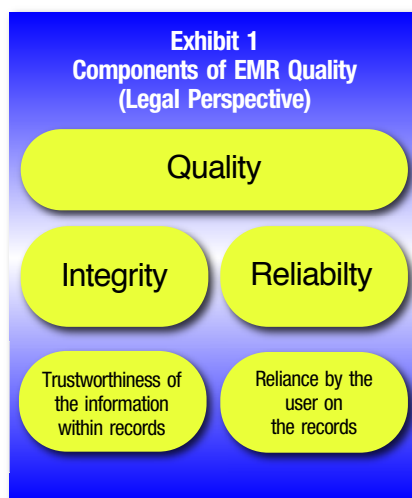 Exhibit 1
Components of EMR Quality
(Legal Perspective)
Quality
Integrity
Reliabilty
Trustworthiness of
the information
within records
Reliance by the
user on
the records